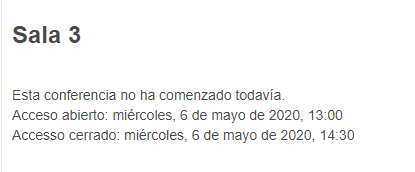 Sala 3
Esta conferencia no ha comenzado todavía.
Acceso abierto: miércoles, 6 de mayo de 2020, 13:00
Accesso cerrado: miércoles, 6 de mayo de 2020, 14:30